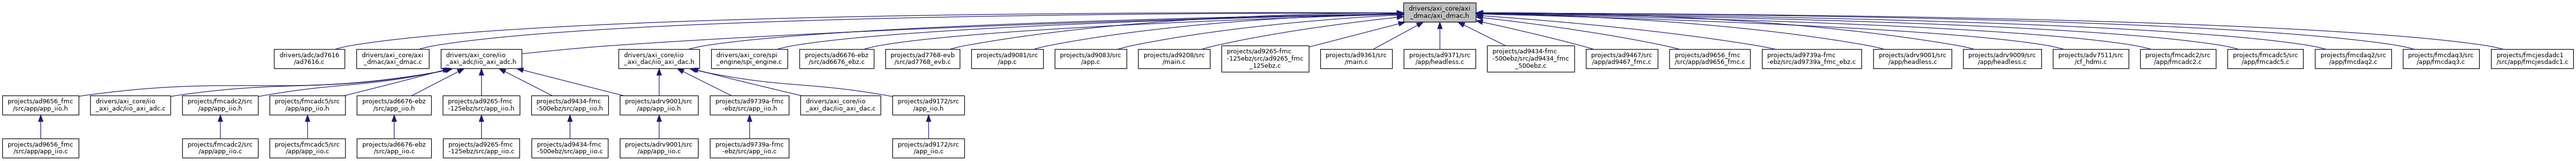 drivers/axi_core/axi
_dmac/axi_dmac.h
drivers/adc/ad7616
/ad7616.c
drivers/axi_core/axi
_dmac/axi_dmac.c
drivers/axi_core/iio
_axi_adc/iio_axi_adc.h
drivers/axi_core/iio
_axi_dac/iio_axi_dac.h
drivers/axi_core/spi
_engine/spi_engine.c
projects/ad6676-ebz
/src/ad6676_ebz.c
projects/ad7768-evb
/src/ad7768_evb.c
projects/ad9081/src
/app.c
projects/ad9083/src
/app.c
projects/ad9208/src
/main.c
projects/ad9265-fmc
-125ebz/src/ad9265_fmc
_125ebz.c
projects/ad9361/src
/main.c
projects/ad9371/src
/app/headless.c
projects/ad9434-fmc
-500ebz/src/ad9434_fmc
_500ebz.c
projects/ad9467/src
/app/ad9467_fmc.c
projects/ad9656_fmc
/src/app/ad9656_fmc.c
projects/ad9739a-fmc
-ebz/src/ad9739a_fmc_ebz.c
projects/adrv9001/src
/app/headless.c
projects/adrv9009/src
/app/headless.c
projects/adv7511/src
/cf_hdmi.c
projects/fmcadc2/src
/app/fmcadc2.c
projects/fmcadc5/src
/app/fmcadc5.c
projects/fmcdaq2/src
/app/fmcdaq2.c
projects/fmcdaq3/src
/app/fmcdaq3.c
projects/fmcjesdadc1
/src/app/fmcjesdadc1.c
projects/ad9656_fmc
/src/app/app_iio.h
drivers/axi_core/iio
_axi_adc/iio_axi_adc.c
projects/fmcadc2/src
/app/app_iio.h
projects/fmcadc5/src
/app/app_iio.h
projects/ad6676-ebz
/src/app_iio.h
projects/ad9265-fmc
-125ebz/src/app_iio.h
projects/ad9434-fmc
-500ebz/src/app_iio.h
projects/adrv9001/src
/app/app_iio.h
projects/ad9739a-fmc
-ebz/src/app_iio.h
drivers/axi_core/iio
_axi_dac/iio_axi_dac.c
projects/ad9172/src
/app_iio.h
projects/ad9656_fmc
/src/app/app_iio.c
projects/fmcadc2/src
/app/app_iio.c
projects/fmcadc5/src
/app/app_iio.c
projects/ad6676-ebz
/src/app_iio.c
projects/ad9265-fmc
-125ebz/src/app_iio.c
projects/ad9434-fmc
-500ebz/src/app_iio.c
projects/adrv9001/src
/app/app_iio.c
projects/ad9739a-fmc
-ebz/src/app_iio.c
projects/ad9172/src
/app_iio.c